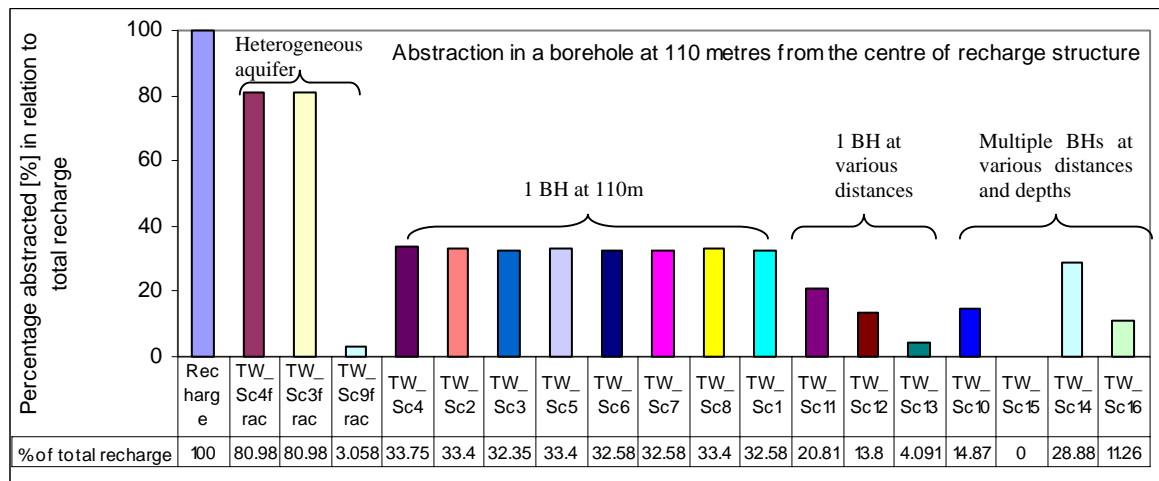 Percentage abstracted [%] in relation to
total recharge
100
80
60
40
20
0
Heterogeneous
aquifer
Abstraction in a borehole at 110 metres from the centre of recharge structure
1 BH at 110m
1 BH at
various
distances
Multiple BHs at
various distances
and depths
Rec
harg
e
TW_
Sc4f
rac
TW_
Sc3f
rac
TW_
Sc9f
rac
TW_
Sc4
TW_
Sc2
TW_
Sc3
TW_
Sc5
TW_
Sc6
TW_
Sc7
TW_
Sc8
TW_
Sc1
TW_
Sc11
TW_
Sc12
TW_
Sc13
TW_
Sc10
TW_
Sc15
TW_
Sc14
TW_
Sc16
% of total recharge 100 80.98 80.98 3.058 33.75 33.4 32.35 33.4 32.58 32.58 33.4 32.58 20.81 13.8 4.091 14.87 0 28.88 11.26